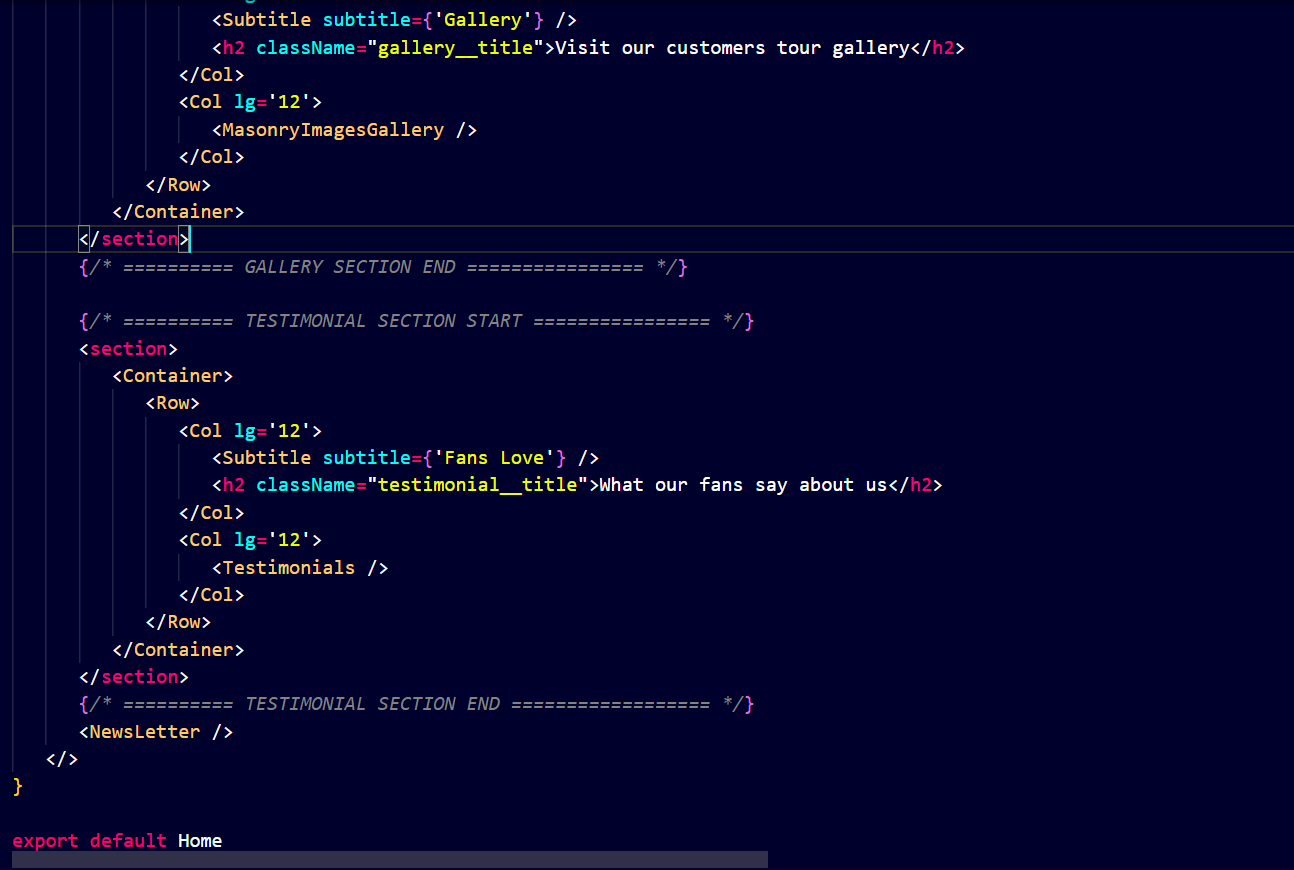 <Subtitle subtitle={'Gallery'} />
<h2 className="gallery__title">Visit our customers tour gallery</h2>
</Col>
<Col lg='12'>
<MasonryImagesGallery />
</Col>
</Row>
</Container>
</section>
{/* ========== GALLERY SECTION END ================ */}
{/* ========== TESTIMONIAL SECTION START ================ */}
<section>
<Container>
<Row>
<Col lg='12'>
<Subtitle subtitle={'Fans Love'} />
<h2 className="testimonial__title">What our fans say about us</h2>
</Col>
<Col lg='12'>
<Testimonials />
</Col>
</Row>
</Container>
</section>
{/* ========== TESTIMONIAL SECTION END ================== */}
<NewsLetter />
</>
}
export default Home